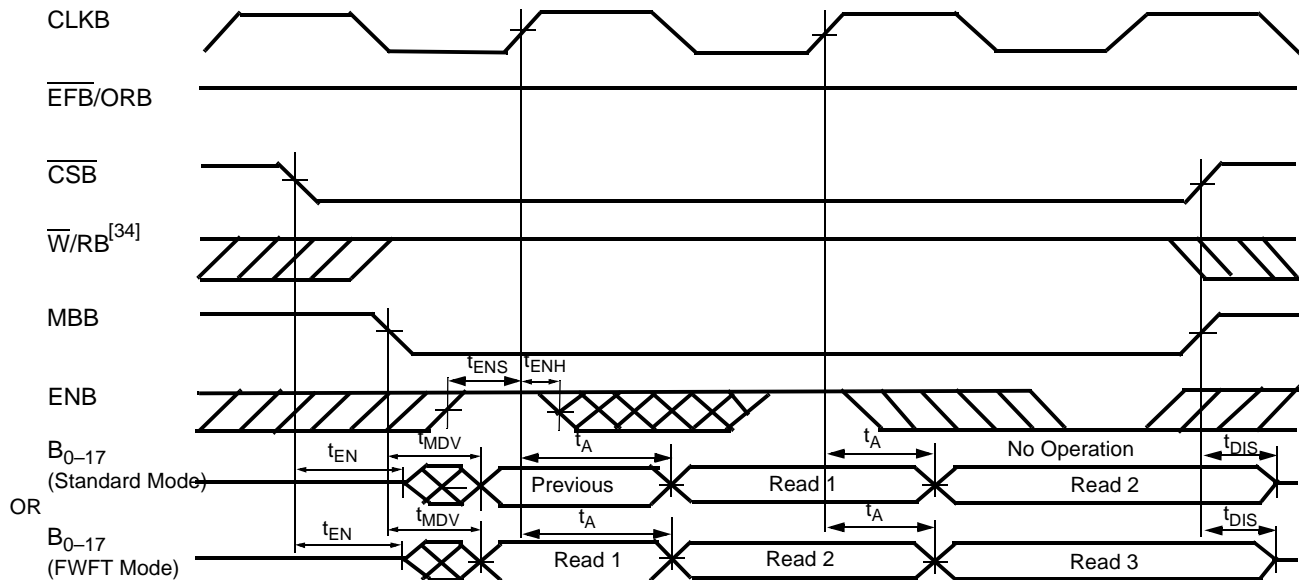 CLKB
EFB/ORB
CSB
W/RB[34]
MBB
tENS tENH
ENB
tMDV
B0–17
(Standard Mode)
tEN tA tA No Operation tDIS
Previous Read 1 Read 2
OR
B0–17
(FWFT Mode)
tEN tMDV tA tA tDIS
Read 1 Read 2 Read 3